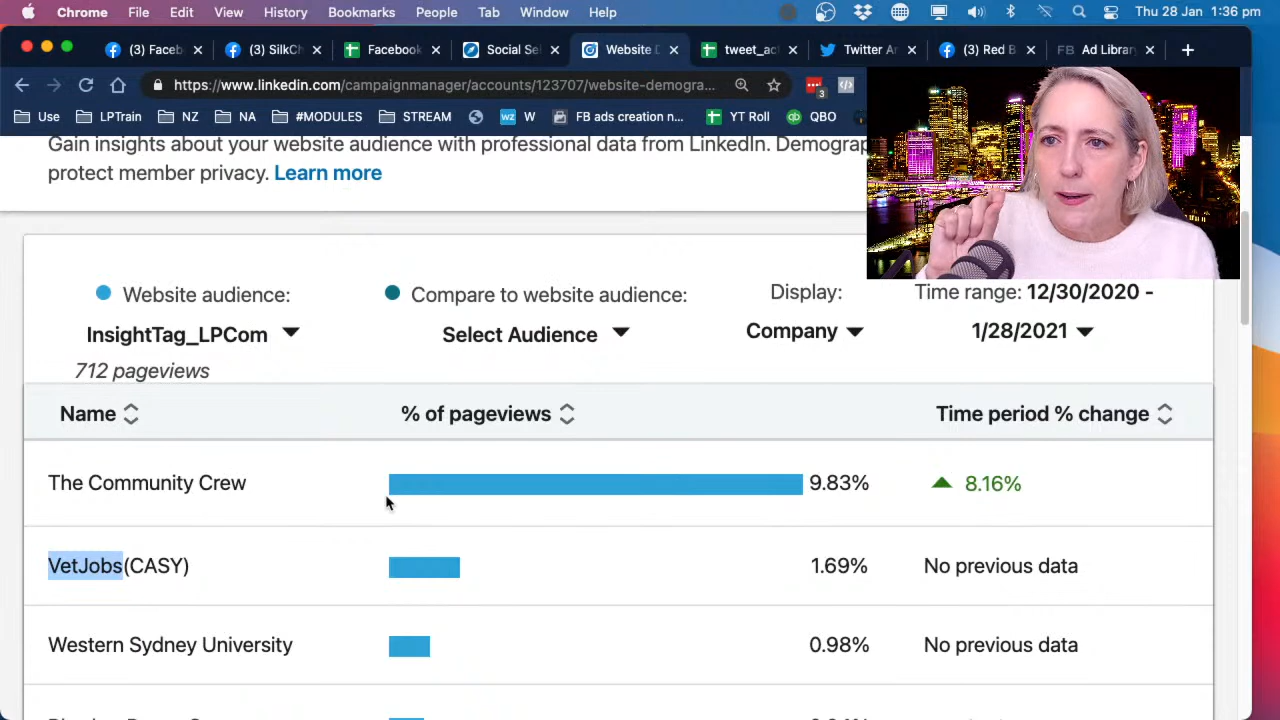 Chrome File Edit View History Bookmarks People Tab Window Help Thu 28 Jan 1:36 pm
(3) Faceb (3) SilkCh Facebook Social Sel Website D tweet_ac Twitter An (3) Red B FB Ad Library
https://www.linkedin.com/campaignmanager/accounts/123707/website-demogra... 3
Use LPTrain NZ NA #MODULES STREAM wz W FB ads creation n... YT Roll qb QBO
Gain insights about your website audience with professional data from LinkedIn. Demograp
protect member privacy. Learn more
Website audience: Compare to website audience: Display: Time range: 12/30/2020 -
InsightTag_LPCom Select Audience Company 1/28/2021
712 pageviews
Name % of pageviews Time period % change
The Community Crew 9.83% 8.16%
VetJobs(CASY) 1.69% No previous data
Western Sydney University 0.98% No previous data